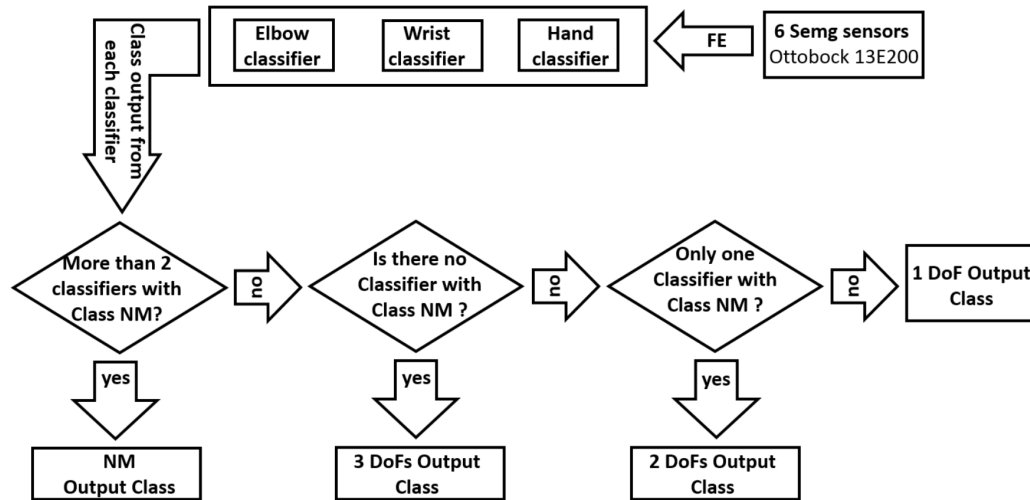 6 Semg sensors
Ottobock 13E200
FE
Hand
classifier
Wrist
classifier
Elbow
classifier
Class output from
each classifier
More than 2
classifiers with
Class NM?
no
Is there no
Classifier with
Class NM ?
no
Only one
Classifier with
Class NM ?
no
1 DoF Output
Class
yes
NM
Output Class
yes
3 DoFs Output
Class
yes
2 DoFs Output
Class